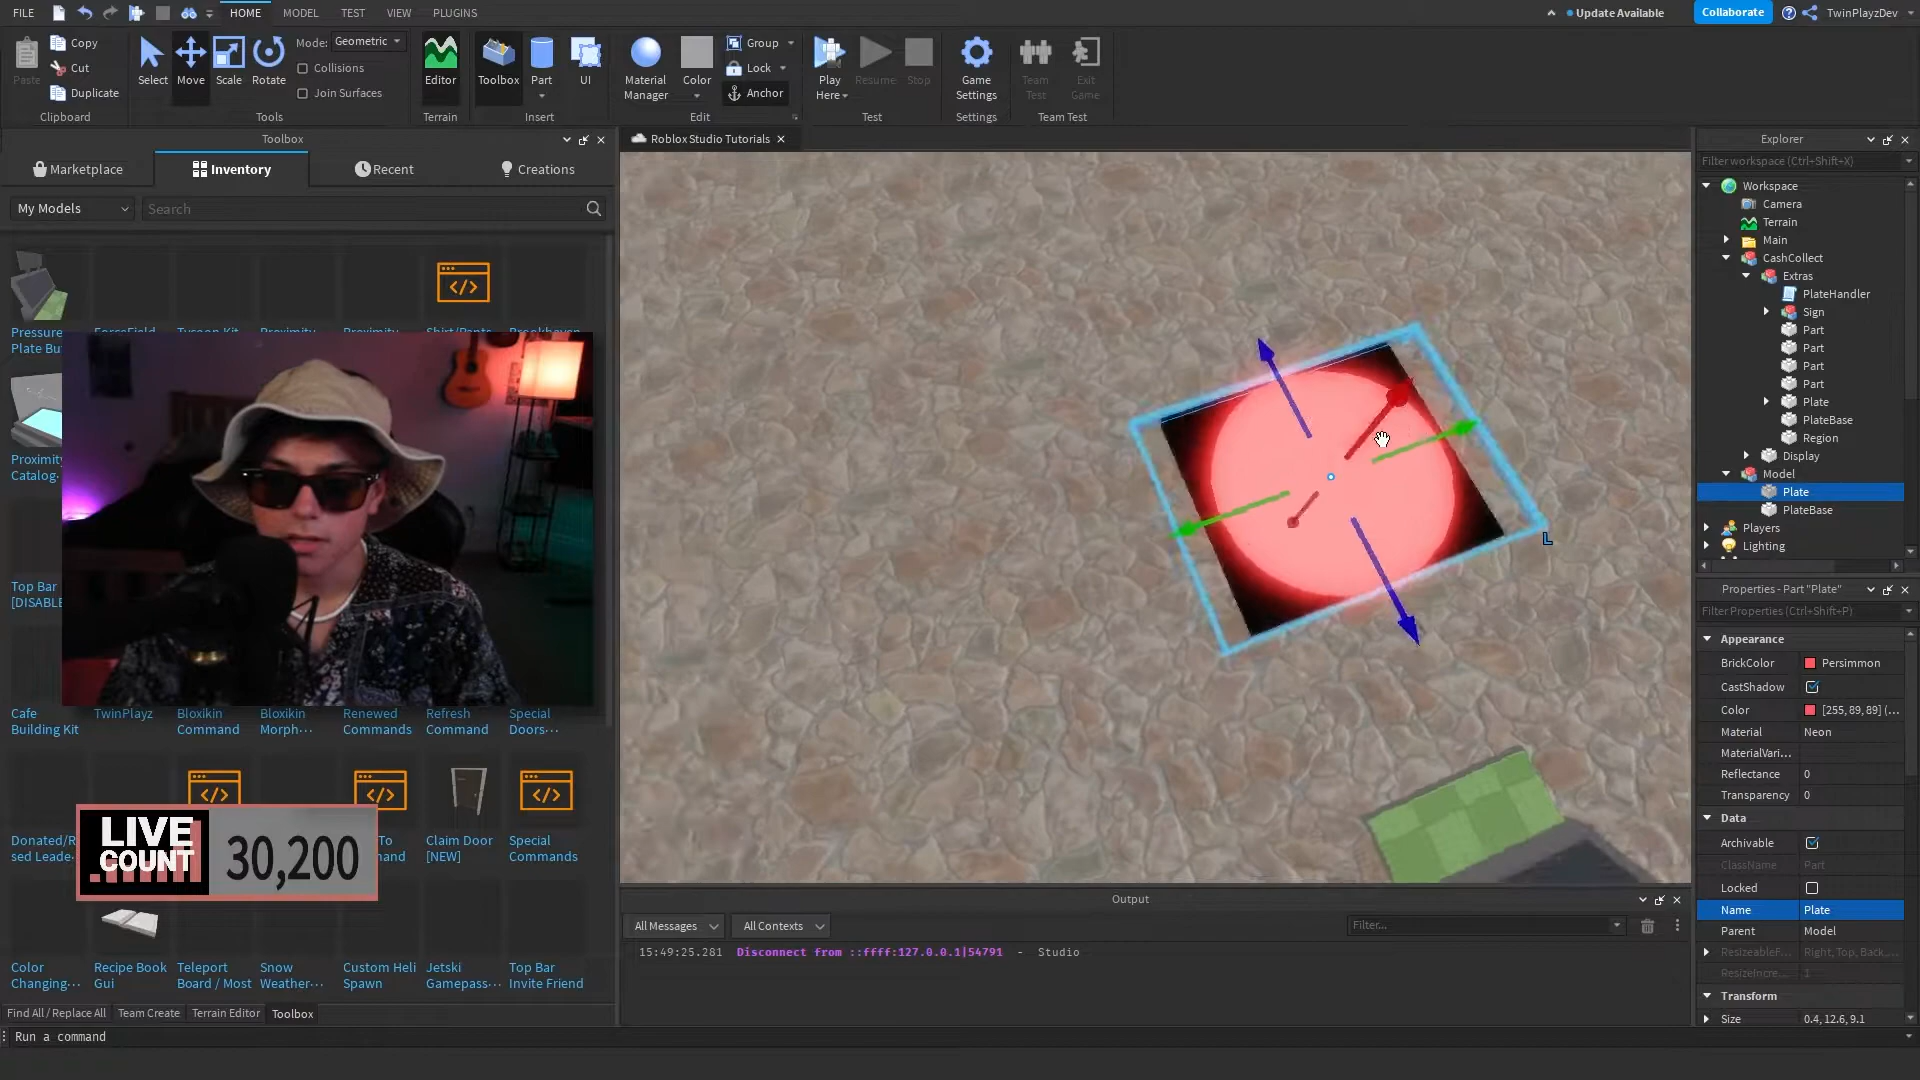 FILE HOME MODEL TEST VIEW PLUGINS Update Available Collaborate TwinPlayzDev
Paste Copy Cut Duplicate Clipboard
Select Move Scale Rotate Mode: Geometric Collisions Join Surfaces Tools
Editor Terrain
Toolbox Part UI Insert
Material Manager Color Group Lock Anchor Edit
Play Here Resume Stop Test
Game Settings Settings
Team Test Exit Game Team Test
Toolbox
Marketplace Inventory Recent Creations
My Models Search
Pressure
Plate Bu
Proximity
Catalog...
Top Bar
[DISABLE
Cafe Building Kit
TwinPlayz
Bloxikin Command
Bloxikin Morph...
Renewed Commands
Refresh Command
Special Doors...
Donated/R
sed Leade
Claim Door [NEW]
Special Commands
LIVE
COUNT
30,200
Color Changing...
Recipe Book Gui
Teleport Board / Most
Snow Weather...
Custom Heli Spawn
Jetski Gamepass...
Top Bar Invite Friend
Find All / Replace All Team Create Terrain Editor Toolbox
Run a command
Roblox Studio Tutorials
L
Output
All Messages All Contexts Filter...
15:49:25.281 Disconnect from ::ffff:127.0.0.1|54791 - Studio
Explorer
Filter workspace (Ctrl+Shift+X)
Workspace
Camera
Terrain
Main
CashCollect
Extras
PlateHandler
Sign
Part
Part
Part
Part
Plate
PlateBase
Region
Display
Model
Plate
PlateBase
Players
Lighting
Properties - Part "Plate"
Filter Properties (Ctrl+Shift+P)
Appearance
BrickColor Persimmon
CastShadow
Color [255, 89, 89] (...
Material Neon
MaterialVari...
Reflectance 0
Transparency 0
Data
Archivable
ClassName Part
Locked
Name Plate
Parent Model
ResizeableF... Right, Top, Back,...
ResizeIncre... 1
Transform
Size 0.4, 12.6, 9.1